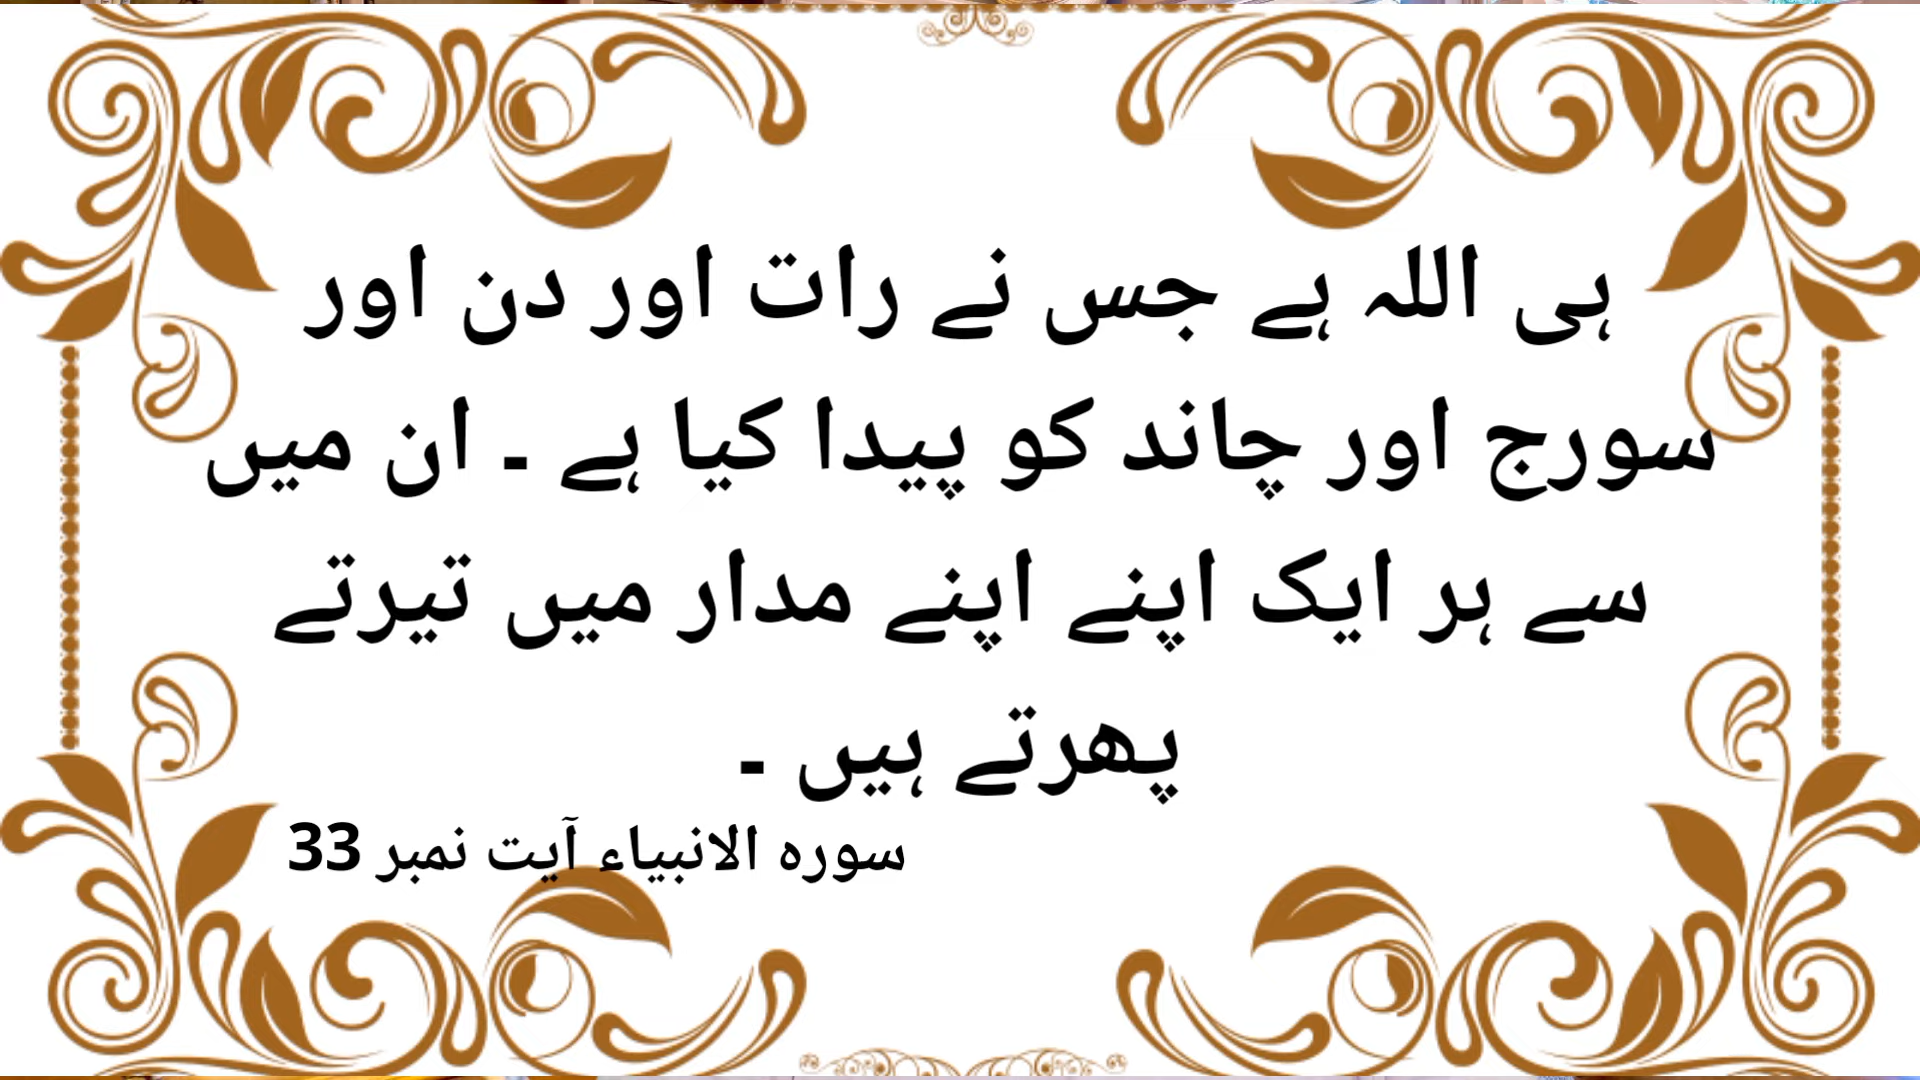 ہی اللہ ہے جس نے رات اور دن اور
سورج اور چاند کو پیدا کیا ہے ۔ ان میں
سے ہر ایک اپنے اپنے مدار میں تیرتے
پھرتے ہیں ۔
سورہ الانبیاء آیت نمبر 33